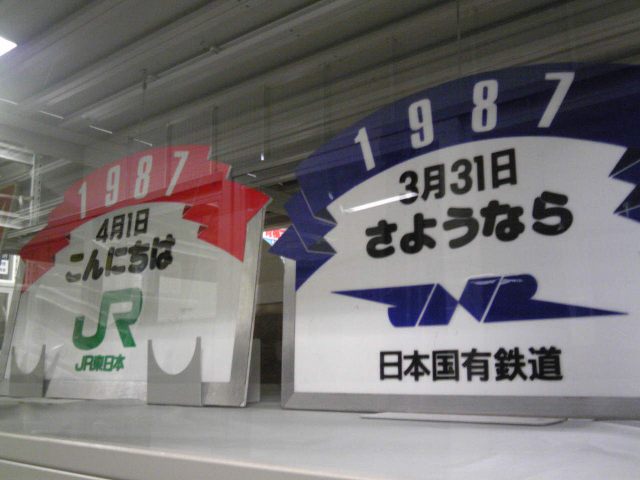 1987
4月1日
こんにちは
JR
JR東日本
1987
3月31日
さようなら
JNR
日本国有鉄道